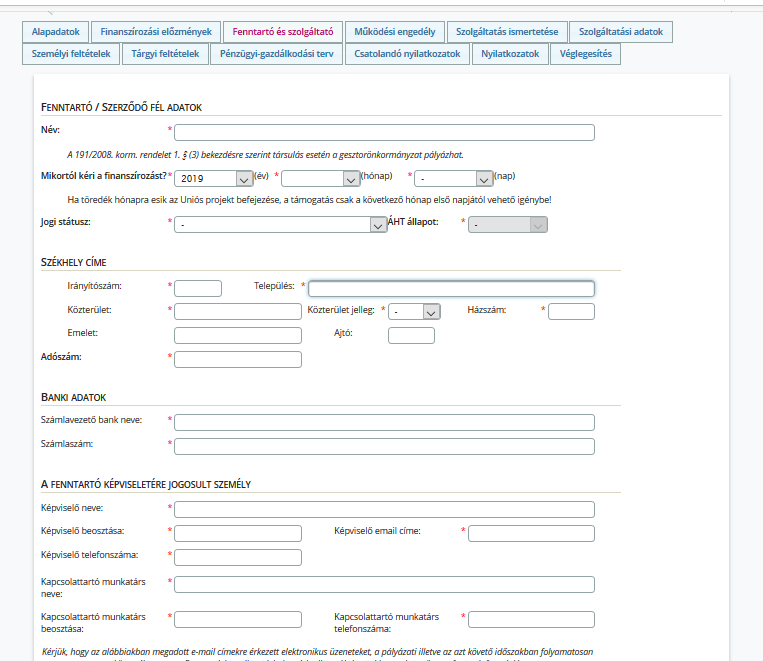 Alapadatok Finanszírozási előzmények Fenntartó és szolgáltató Működési engedély Szolgáltatás ismertetése Szolgáltatási adatok
Személyi feltételek Tárgyi feltételek Pénzügyi-gazdálkodási terv Csatolandó nyilatkozatok Nyilatkozatok Véglegesítés
FENNTARTÓ / SZERZŐDŐ FÉL ADATOK
Név: *
A 191/2008. korm. rendelet 1. § (3) bekezdésre szerint társulás esetén a gesztorönkormányzat pályázhat.
Mikortól kéri a finanszírozást?* 2019 (év) * (hónap) * - (nap)
Ha töredék hónapra esik az Uniós projekt befejezése, a támogatás csak a következő hónap első napjától vehető igénybe!
Jogi státusz: * - ÁHT állapot: * -
SZÉKHELY CÍME
Irányítószám: * Település: *
Közterület: * Közterület jelleg: * - Házszám: *
Emelet: Ajtó:
Adószám: *
BANKI ADATOK
Számlavezető bank neve: *
Számlaszám: *
A FENNTARTÓ KÉPVISELETÉRE JOGOSULT SZEMÉLY
Képviselő neve: *
Képviselő beosztása: * Képviselő email címe: *
Képviselő telefonszáma: *
Kapcsolattartó munkatárs *
neve:
Kapcsolattartó munkatárs * Kapcsolattartó munkatárs *
beosztása: telefonszáma:
Kérjük, hogy az alábbiakban megadott e-mail címekre érkezett elektronikus üzeneteket, a pályázati illetve az azt követő időszakban folyamatosan